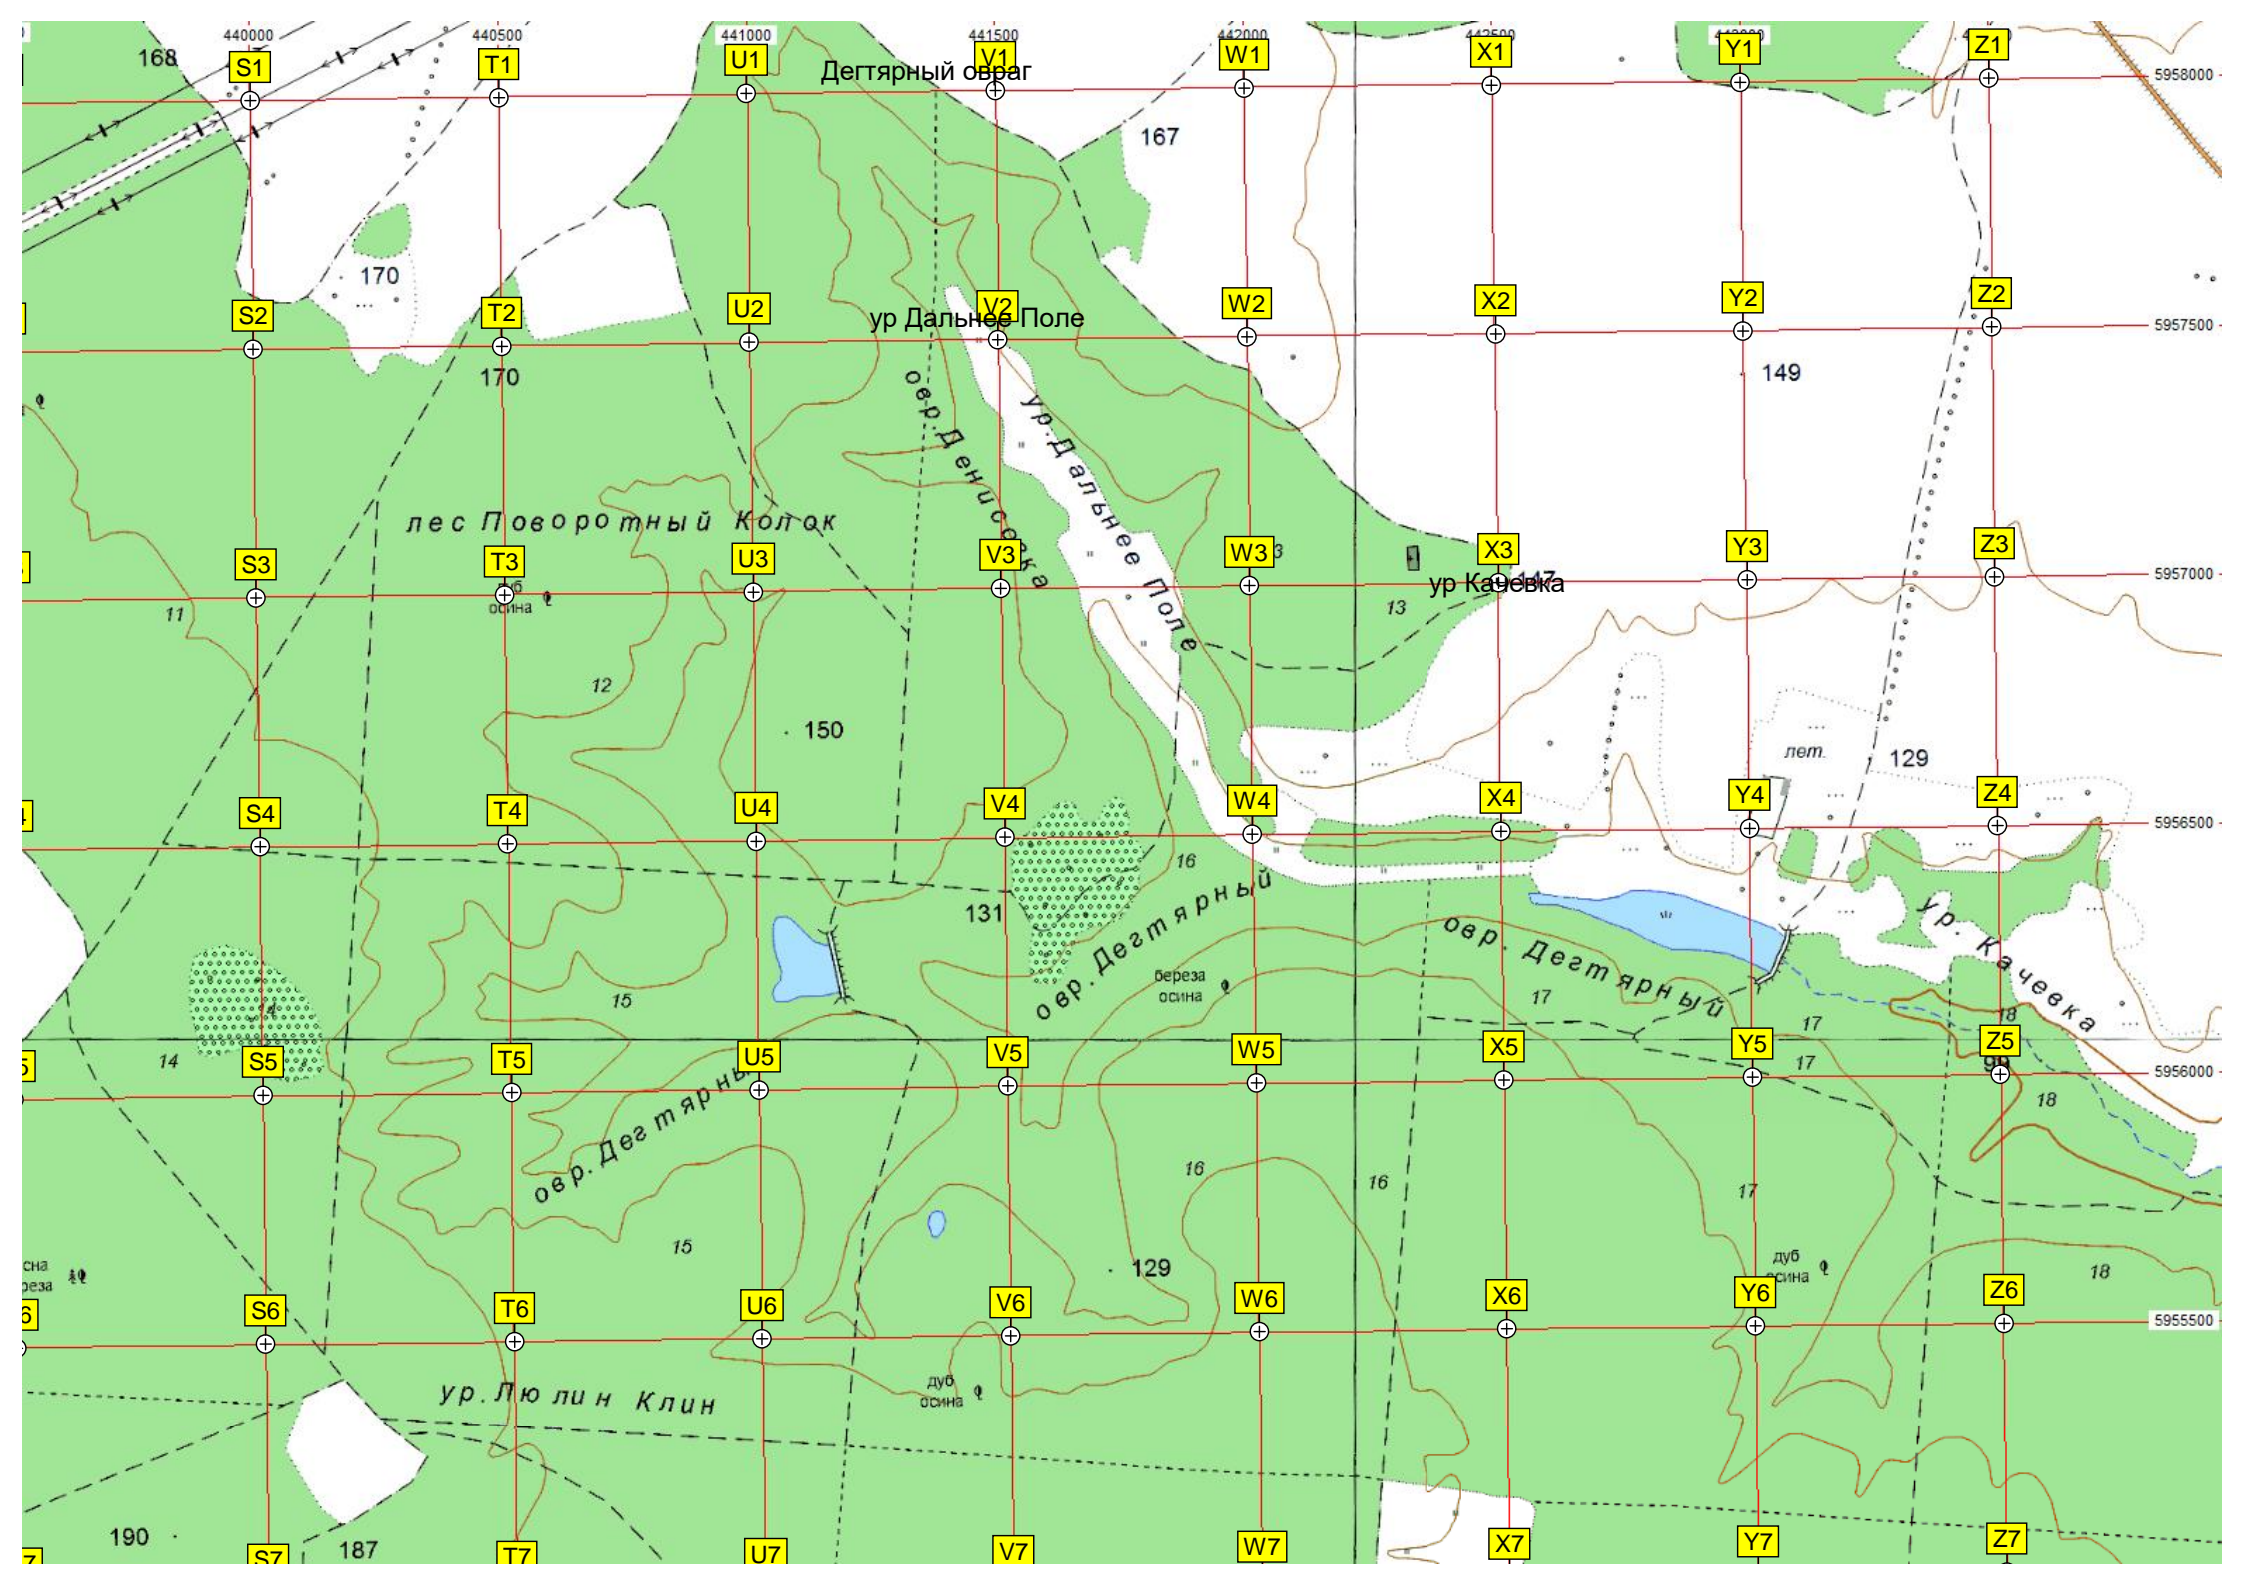 440000
440500
441000
441500
442000
168
S1
T1
U1
V1
W1
X1
Y1
Z1
Дегтярный овраг
5958000
167
170
S2
T2
U2
V2
W2
X2
Y2
Z2
ур Дальнее Поле
5957500
170
149
овр. Денисовка
ур. Дальнее Поле
лес Поворотный Колок
S3
T3
U3
V3
W3
X3
Y3
Z3
5957000
дуб
осина
ур Качевка
147
11
13
12
150
лет.
129
S4
T4
U4
V4
W4
X4
Y4
Z4
5956500
16
131
овр. Дегтярный
овр. Дегтярный
ур. Качевка
береза
осина
15
14
17
17
18
14
17
S5
T5
U5
V5
W5
X5
Y5
Z5
99
5956000
18
овр. Дегтярны
16
16
17
15
129
дуб
осина
18
S6
T6
U6
V6
W6
X6
Y6
Z6
5955500
ур. Люлин Клин
дуб
осина
190
187
S7
T7
U7
V7
W7
X7
Y7
Z7